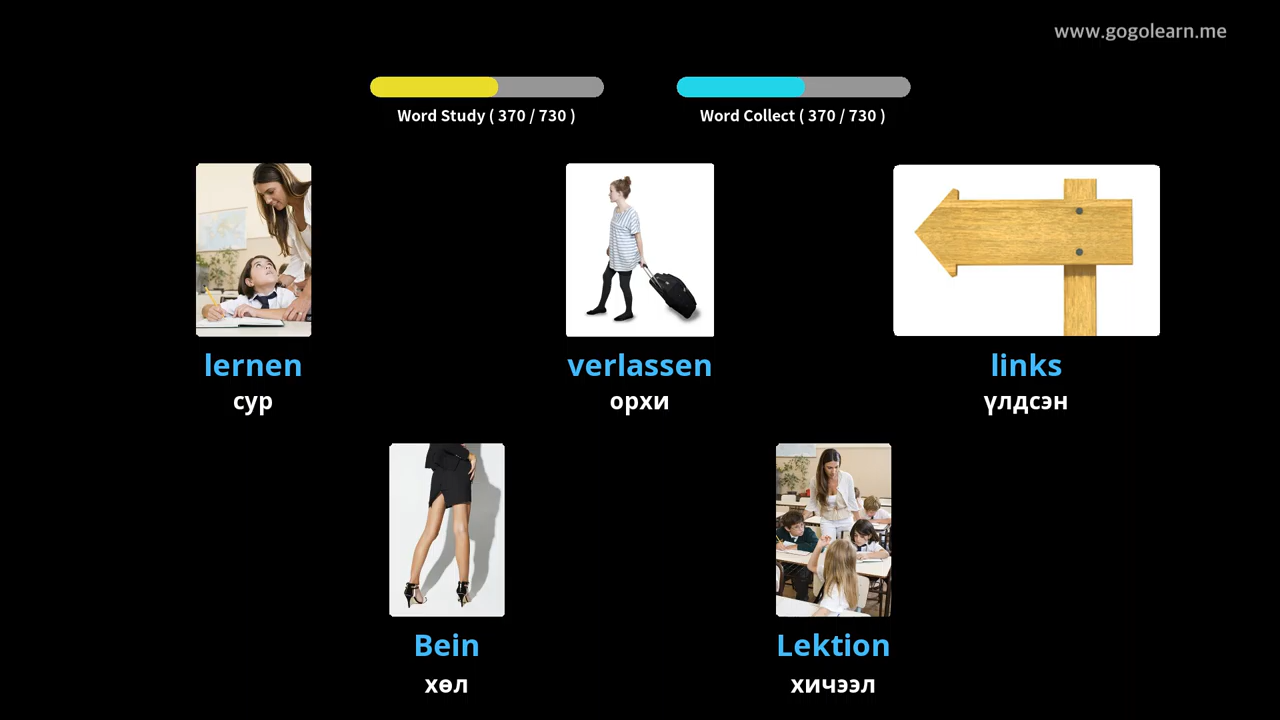 www.gogolearn.me
Word Study ( 370 / 730 )
Word Collect ( 370 / 730 )
lernen
сур
verlassen
орхи
links
үлдсэн
Bein
хөл
Lektion
хичээл